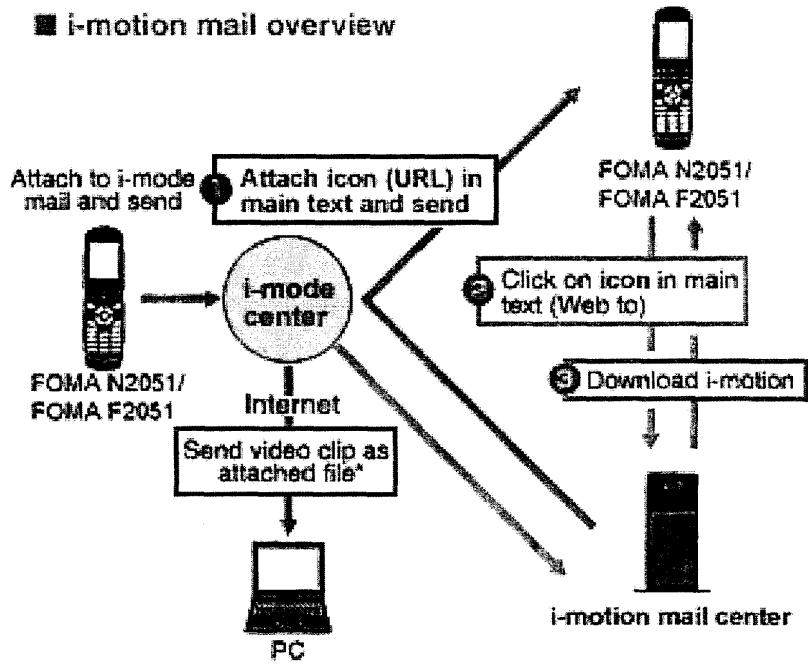 ■ i-motion mail overview
Attach to i-mode
mail and send
1 Attach icon (URL) in
main text and send
FOMA N2051/
FOMA F2051
i-mode
center
2 Click on icon in main
text (Web to)
3 Download i-motion
FOMA N2051/
FOMA F2051
Internet
Send video clip as
attached file*
PC
i-motion mail center